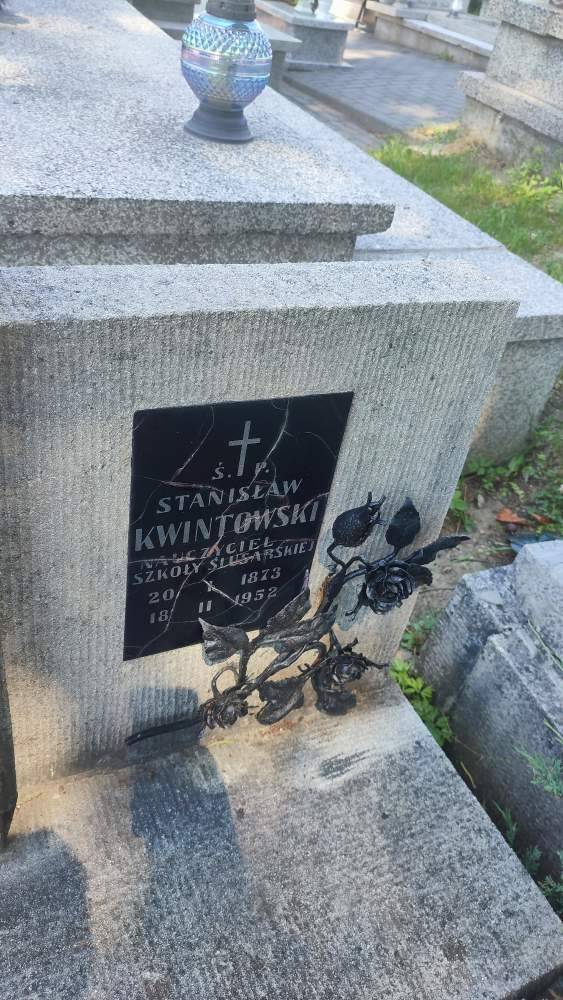 Ś. P.
STANISŁAW
KWINTOWSKI
NAUCZYCIEL
SZKOŁY ŚLUSARSKIEJ
20 I 1873
18 II 1952